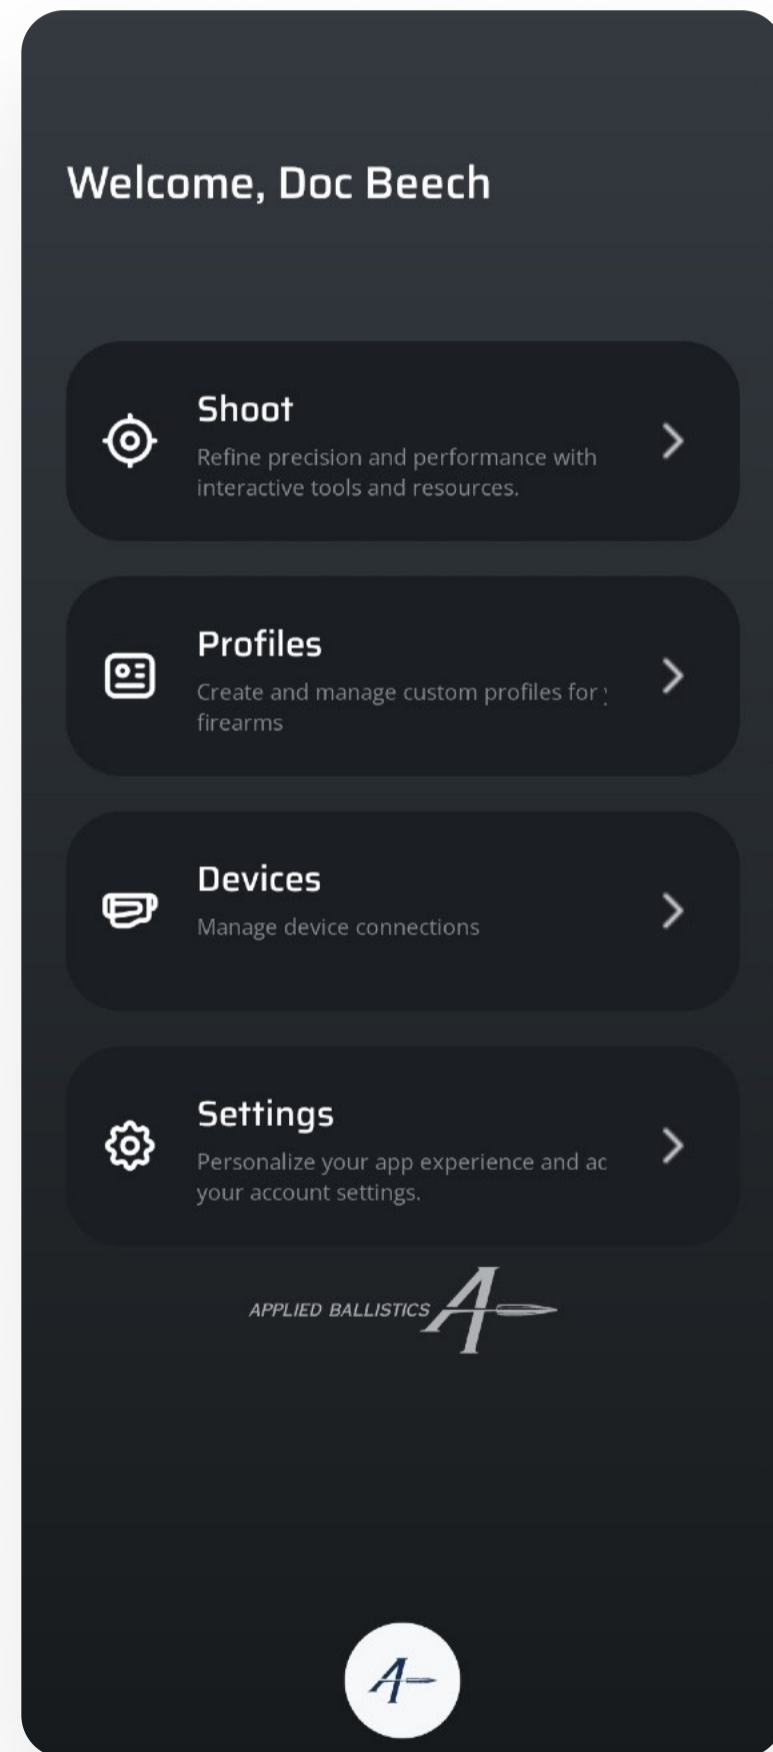 Welcome, Doc Beech
Shoot
Refine precision and performance with
interactive tools and resources.
Profiles
Create and manage custom profiles for
firearms
Devices
Manage device connections
Settings
Personalize your app experience and ac
your account settings.
APPLIED BALLISTICS A
A